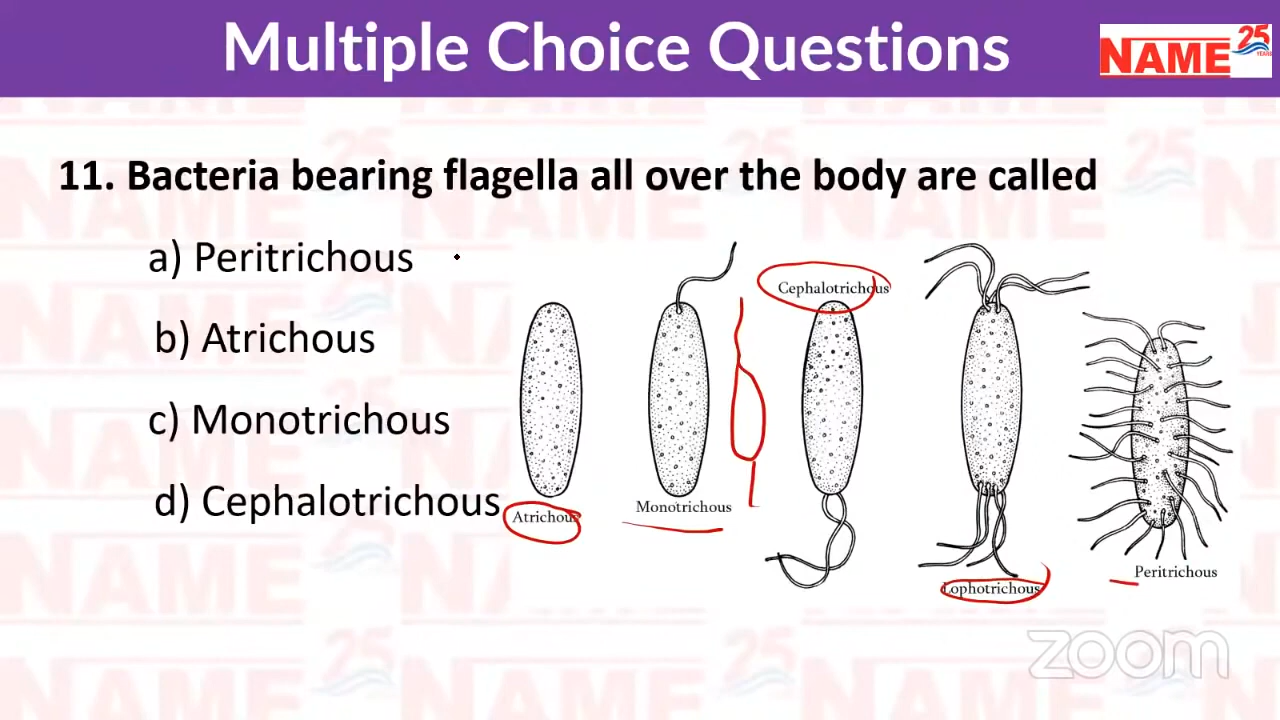 Multiple Choice Questions
NAME 25 YEARS
11. Bacteria bearing flagella all over the body are called
a) Peritrichous
b) Atrichous
c) Monotrichous
d) Cephalotrichous
Cephalotrichous
Atrichous
Monotrichous
Lophotrichous
Peritrichous
zoom